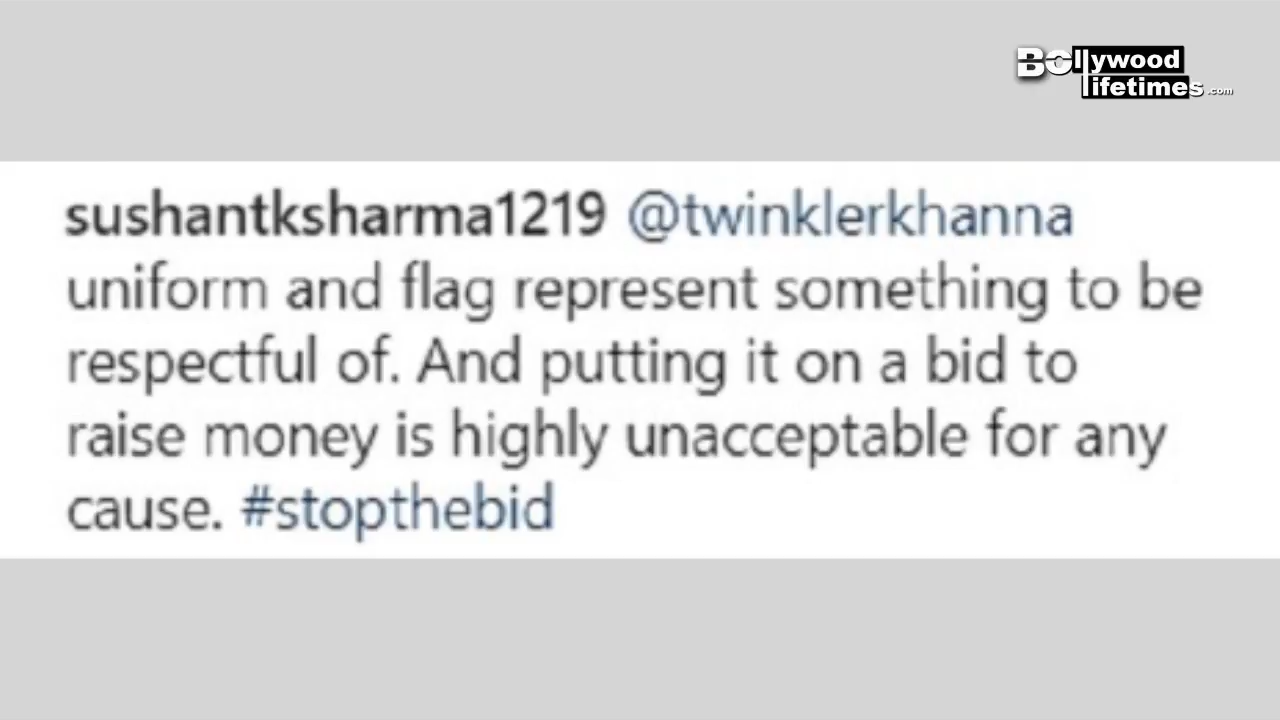 Bollywood
lifetimes.com
sushantksharma1219 @twinklerkhanna
uniform and flag represent something to be
respectful of. And putting it on a bid to
raise money is highly unacceptable for any
cause. #stopthebid